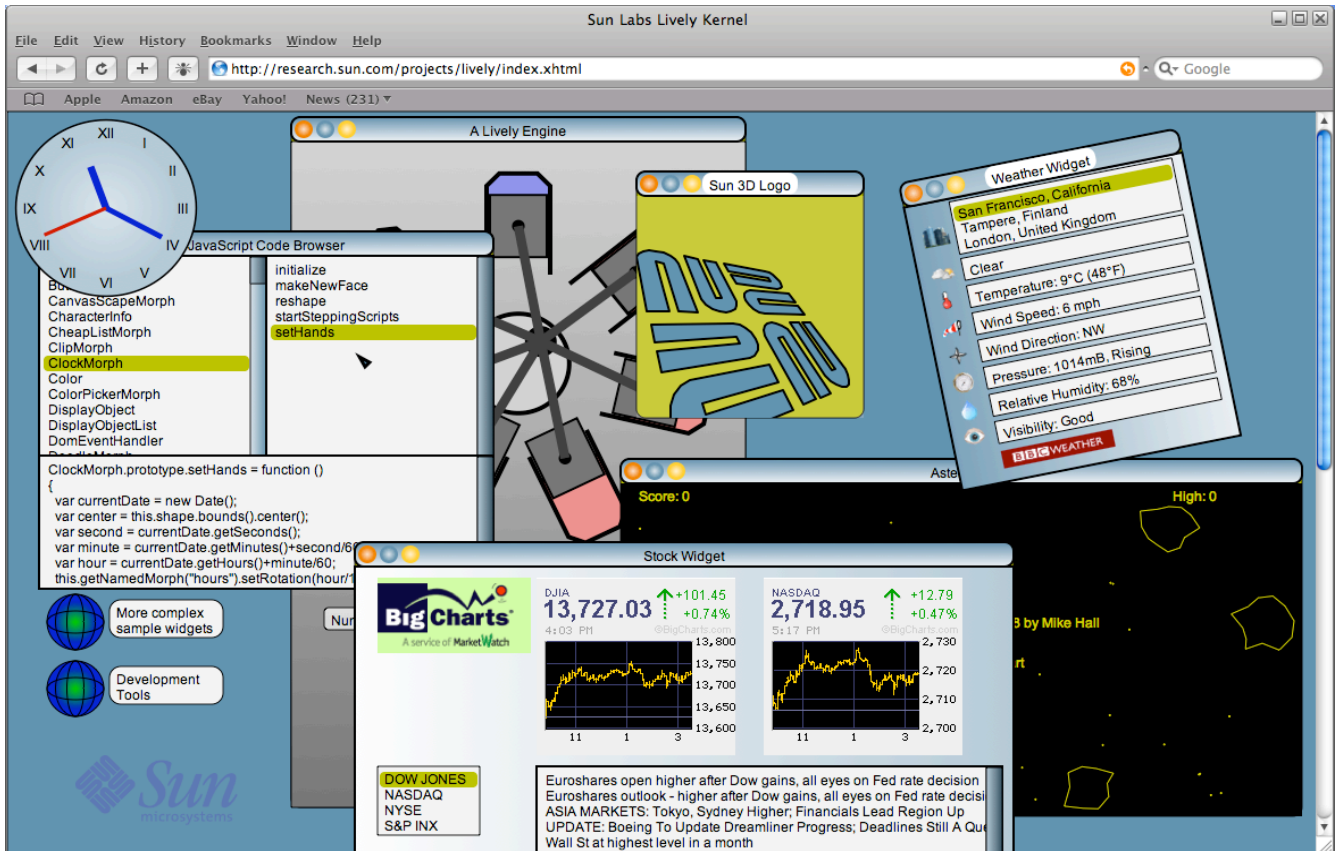 Sun Labs Lively Kernel
File Edit View History Bookmarks Window Help
http://research.sun.com/projects/lively/index.xhtml
Google
Apple Amazon eBay Yahoo! News (231)
XII
I
II
III
IV
V
VI
VII
VIII
IX
X
XI
A Lively Engine
Sun 3D Logo
Weather Widget
San Francisco, California
Tampere, Finland
London, United Kingdom
Clear
Temperature: 9°C (48°F)
Wind Speed: 6 mph
Wind Direction: NW
Pressure: 1014mB, Rising
Relative Humidity: 68%
Visibility: Good
BBC WEATHER
JavaScript Code Browser
CanvasScapeMorph
CharacterInfo
CheapListMorph
ClipMorph
ClockMorph
Color
ColorPickerMorph
DisplayObject
DisplayObjectList
DomEventHandler
initialize
makeNewFace
reshape
startSteppingScripts
setHands
ClockMorph.prototype.setHands = function ()
{
var currentDate = new Date();
var center = this.shape.bounds().center();
var second = currentDate.getSeconds();
var minute = currentDate.getMinutes()+second/6
var hour = currentDate.getHours()+minute/60;
this.getNamedMorph("hours").setRotation(hour/1
Aste
Score: 0
High: 0
by Mike Hall
More complex
sample widgets
Development
Tools
Sun
microsystems
Stock Widget
BigCharts
A service of MarketWatch
DJIA
13,727.03
+101.45
+0.74%
4:03 PM
©BigCharts.com
13,800
13,750
13,700
13,650
13,600
11 1 3
NASDAQ
2,718.95
+12.79
+0.47%
5:17 PM
©BigCharts.com
2,730
2,720
2,710
2,700
11 1 3
DOW JONES
NASDAQ
NYSE
S&P INX
Euroshares open higher after Dow gains, all eyes on Fed rate decision
Euroshares outlook - higher after Dow gains, all eyes on Fed rate decisi
ASIA MARKETS: Tokyo, Sydney Higher; Financials Lead Region Up
UPDATE: Boeing To Update Dreamliner Progress; Deadlines Still A Que
Wall St at highest level in a month